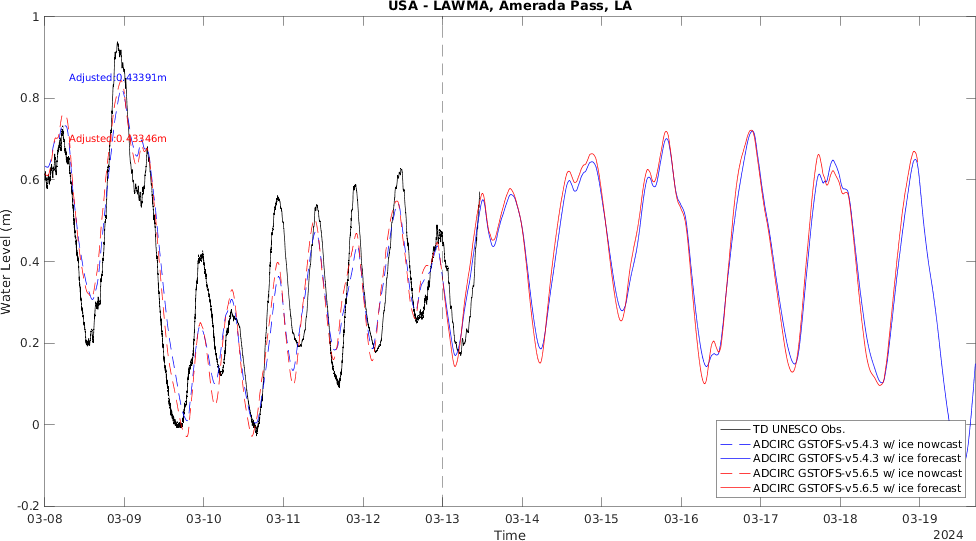 USA - LAWMA, Amerada Pass, LA
1
0.8
0.6
0.4
0.2
0
-0.2
Water Level (m)
Adjusted:0.43391m
Adjusted:0.43346m
TD UNESCO Obs.
ADCIRC GSTOFS-v5.4.3 w/ ice nowcast
ADCIRC GSTOFS-v5.4.3 w/ ice forecast
ADCIRC GSTOFS-v5.6.5 w/ ice nowcast
ADCIRC GSTOFS-v5.6.5 w/ ice forecast
03-08 03-09 03-10 03-11 03-12 03-13 03-14 03-15 03-16 03-17 03-18 03-19
Time
2024